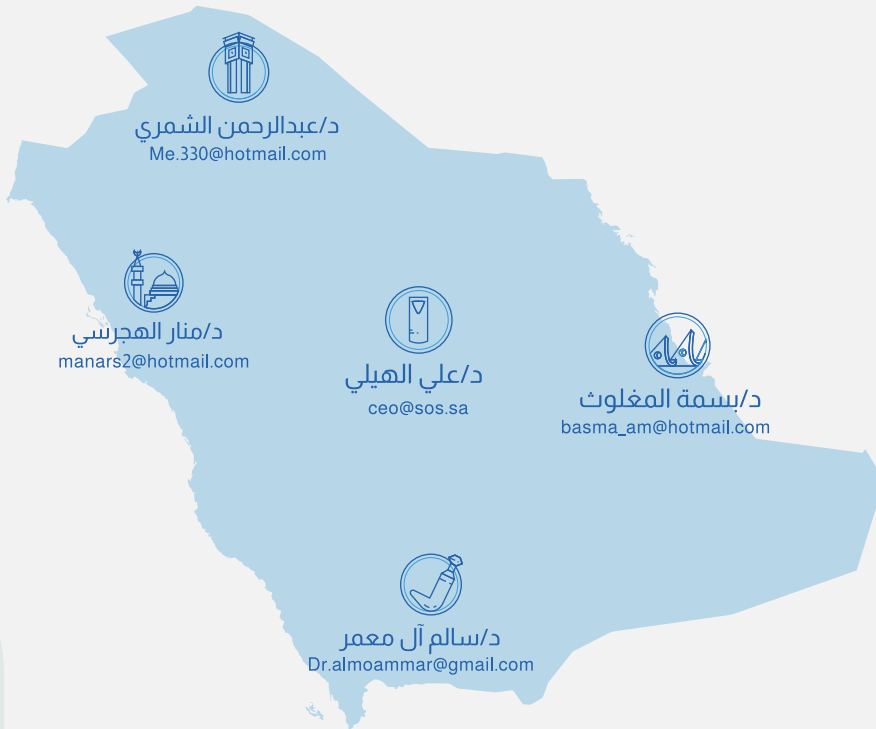 د/عبدالرحمن الشمري
Me.330@hotmail.com
د/منار الهجرسي
manars2@hotmail.com
د/علي الهيلي
ceo@sos.sa
د/بسمة المغلوث
basma_am@hotmail.com
د/سالم آل معمر
Dr.almoammar@gmail.com